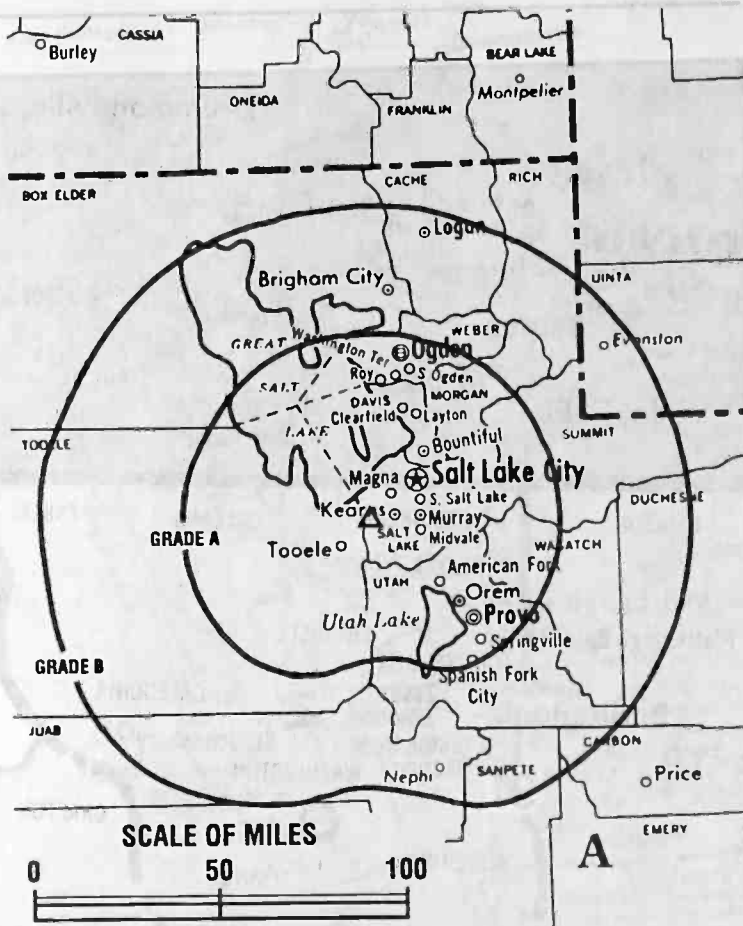 CASSIA
Burley
BEAR LAKE
Montpelier
ONEIDA
FRANKLIN
BOX ELDER
CACHE
RICH
Logan
UINTA
Brigham City
WEBER
GREAT
Washington Ter
Ogden
Evanston
SALT
Roy
S Ogden
MORGAN
DAVIS
Clearfield
Layton
LAKE
SUMMIT
TOOELE
Bountiful
Salt Lake City
Magna
S. Salt Lake
DUCHESNE
Kearns
Murray
GRADE A
SALT LAKE
Midvale
WASATCH
Tooele
American Fork
UTAH
Orem
Utah Lake
Provo
Springville
GRADE B
Spanish Fork
City
JUAB
CARBON
Nephi
SANPETE
Price
EMERY
SCALE OF MILES
A
0 50 100